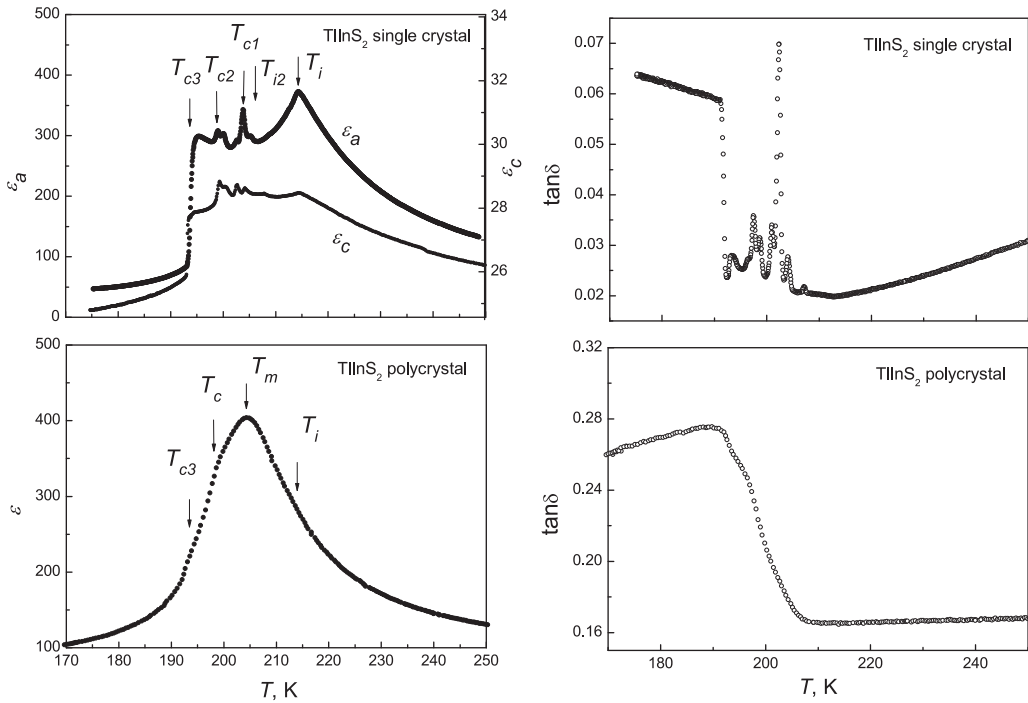 500
400
300
200
100
50
0
εa
34
32
30
28
26
εc
TlInS2 single crystal
Tc3
Tc2
Tc1
Ti2
Ti
εa
εc
0.07
0.06
0.05
0.04
0.03
0.02
tanδ
TlInS2 single crystal
500
400
300
200
100
ε
TlInS2 polycrystal
Tc3
Tc
Tm
Ti
170 180 190 200 210 220 230 240 250
T, K
0.32
0.28
0.24
0.20
0.16
tanδ
TlInS2 polycrystal
180 200 220 240
T, K